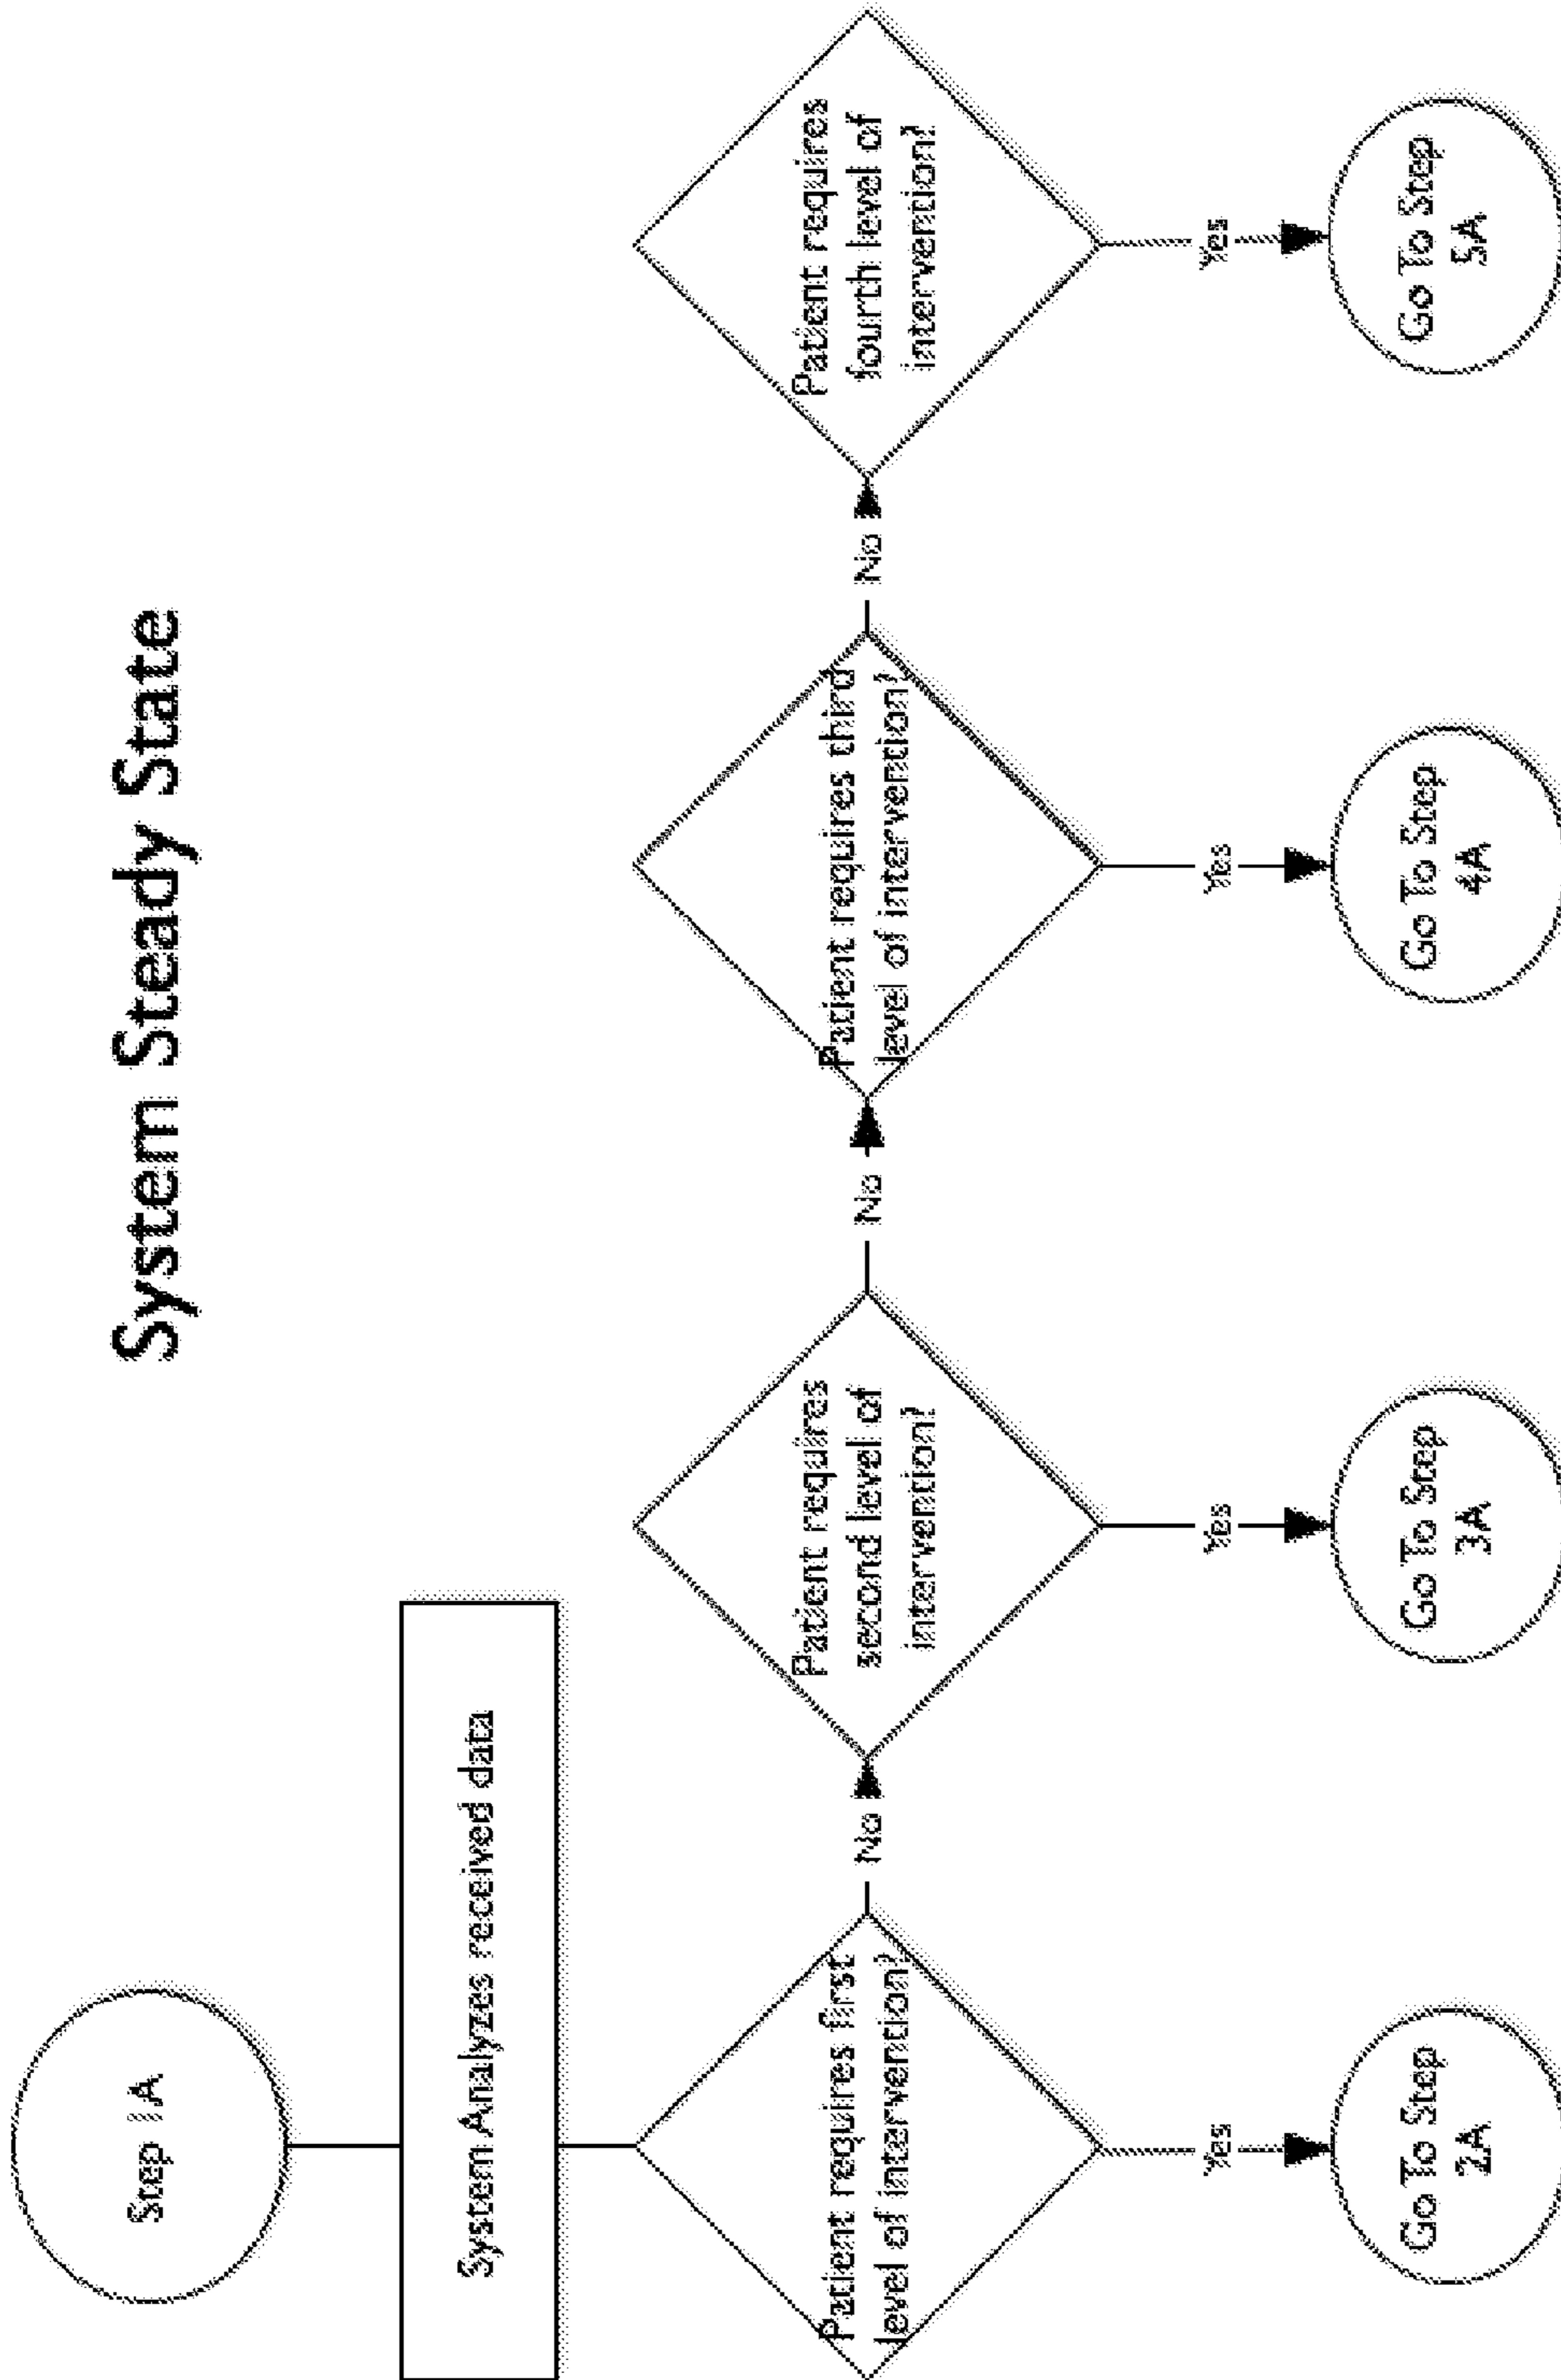 System Steady State
Step 1A
System Analyzes received data
Patient requires first
level of intervention?
No
Patient requires
second level of
intervention?
No
Patient requires third
level of intervention?
No
Patient requires
fourth level of
intervention?
Yes
Yes
Yes
Yes
Go To Step
2A
Go To Step
3A
Go To Step
4A
Go To Step
5A